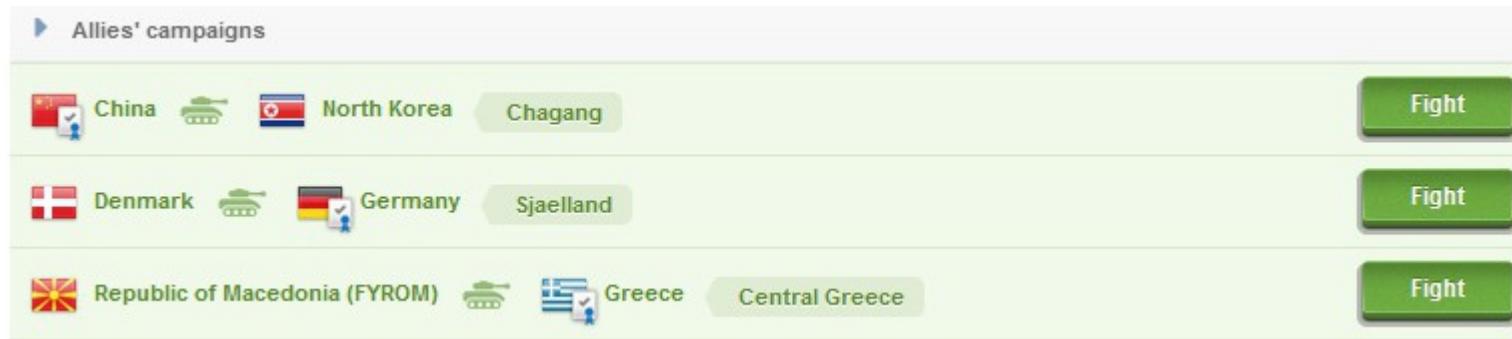 Allies' campaigns
China North Korea Chagang Fight
Denmark Germany Sjaelland Fight
Republic of Macedonia (FYROM) Greece Central Greece Fight